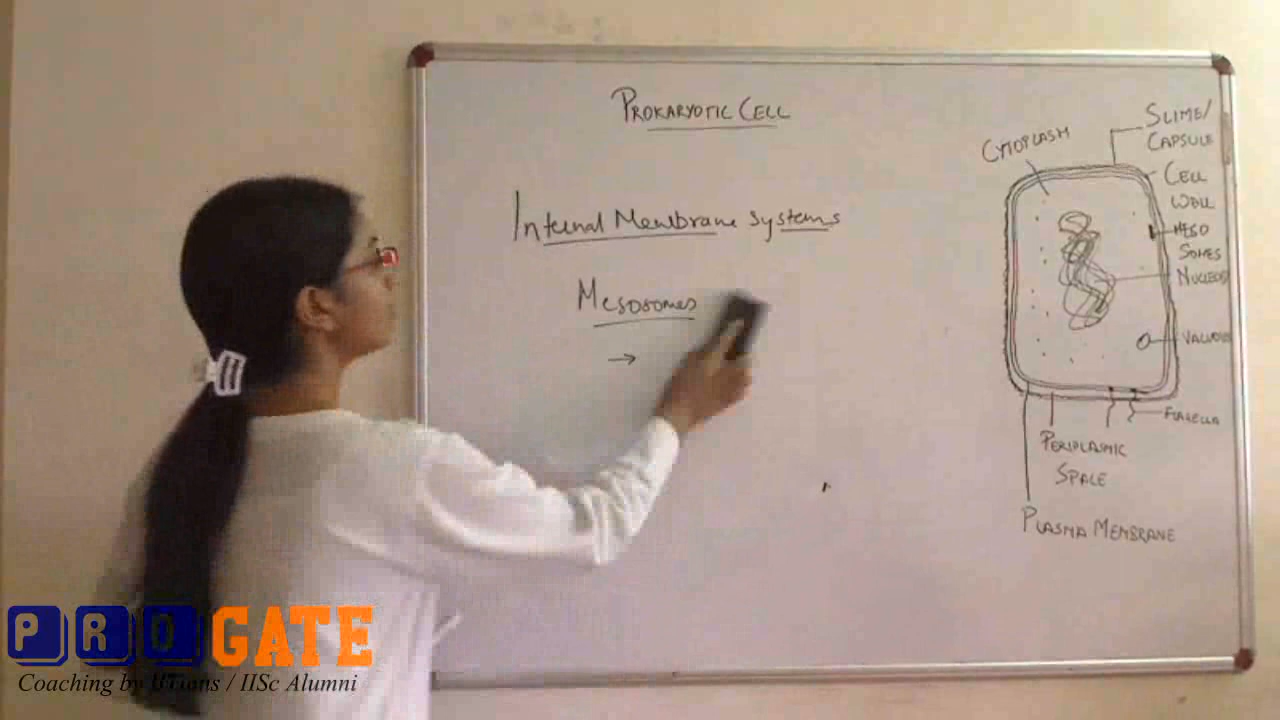 PROKARYOTIC CELL
Internal Membrane Systems
Mesosomes
→
CYTOPLASM
SLIME/
CAPSULE
CELL
WALL
MESO
SOMES
NUCLEOID
VACUOLE
FLAGELLA
PERIPLASMIC
SPACE
PLASMA MEMBRANE
PROGATE
Coaching by IITians / IISc Alumni